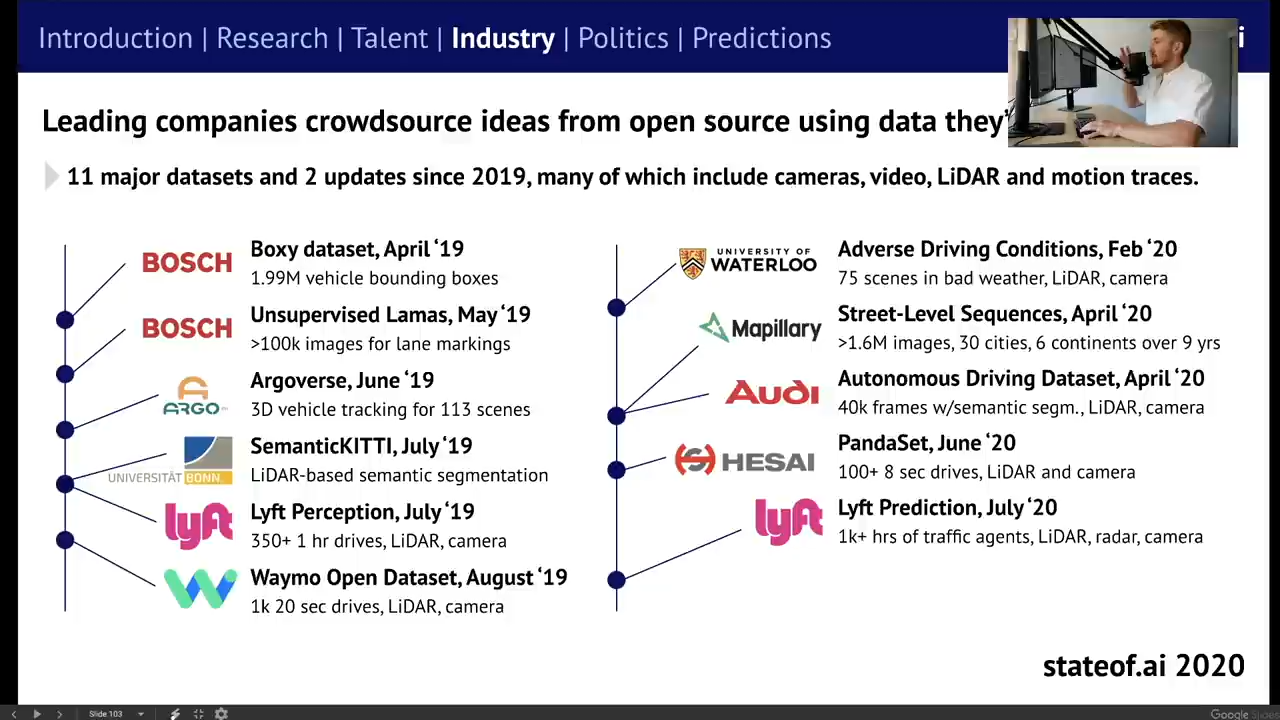 Introduction | Research | Talent | Industry | Politics | Predictions
i
Leading companies crowdsource ideas from open source using data they'
11 major datasets and 2 updates since 2019, many of which include cameras, video, LiDAR and motion traces.
BOSCH
Boxy dataset, April ‘19
1.99M vehicle bounding boxes
BOSCH
Unsupervised Lamas, May ‘19
>100k images for lane markings
ARGO
Argoverse, June ‘19
3D vehicle tracking for 113 scenes
UNIVERSITÄT BONN
SemanticKITTI, July ‘19
LiDAR-based semantic segmentation
lyft
Lyft Perception, July ‘19
350+ 1 hr drives, LiDAR, camera
Waymo Open Dataset, August ‘19
1k 20 sec drives, LiDAR, camera
UNIVERSITY OF
WATERLOO
Adverse Driving Conditions, Feb ‘20
75 scenes in bad weather, LiDAR, camera
Mapillary
Street-Level Sequences, April ‘20
>1.6M images, 30 cities, 6 continents over 9 yrs
Audi
Autonomous Driving Dataset, April ‘20
40k frames w/semantic segm., LiDAR, camera
HESAI
PandaSet, June ‘20
100+ 8 sec drives, LiDAR and camera
lyft
Lyft Prediction, July ‘20
1k+ hrs of traffic agents, LiDAR, radar, camera
stateof.ai 2020
Slide 103
Google Slides